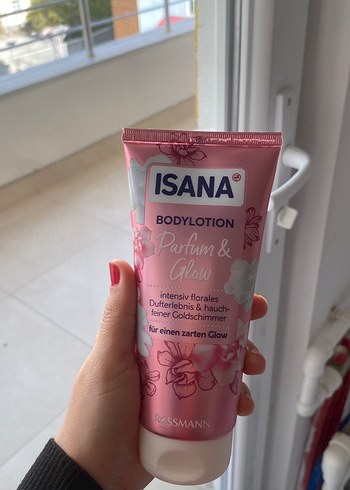 ISANA
BODYLOTION
Parfum &
Glow
intensiv florales
Dufterlebnis & hauch-
feiner Goldschimmer
für einen zarten Glow
ROSSMANN